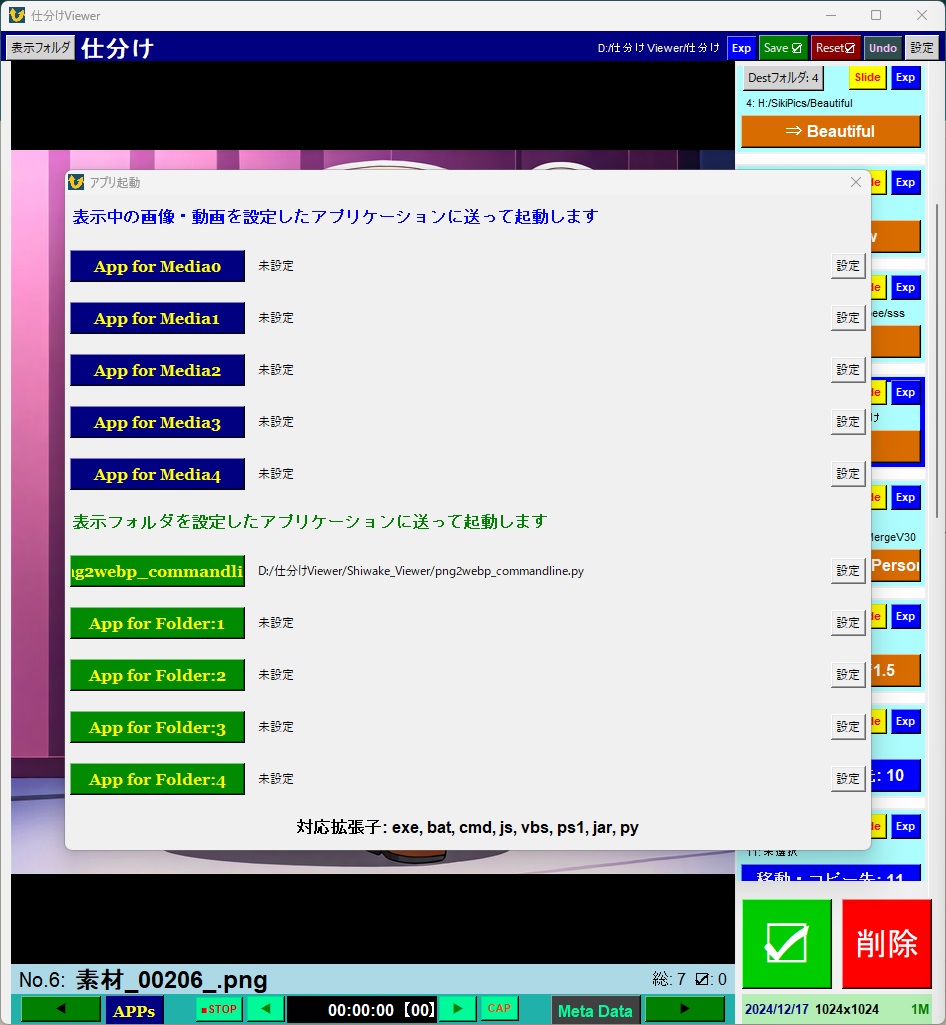 仕分けViewer
表示フォルダ 仕分け D:/仕分けViewer/仕分け Exp Save ☑ Reset☑ Undo 設定
Destフォルダ: 4 Slide Exp
4: H:/SikiPics/Beautiful
⇒ Beautiful
アプリ起動
表示中の画像・動画を設定したアプリケーションに送って起動します
App for Media0 未設定 設定
App for Media1 未設定 設定
App for Media2 未設定 設定
App for Media3 未設定 設定
App for Media4 未設定 設定
表示フォルダを設定したアプリケーションに送って起動します
ng2webp_commandli D:/仕分けViewer/Shiwake_Viewer/png2webp_commandline.py 設定
App for Folder:1 未設定 設定
App for Folder:2 未設定 設定
App for Folder:3 未設定 設定
App for Folder:4 未設定 設定
対応拡張子: exe, bat, cmd, js, vbs, ps1, jar, py
le Exp
le Exp
ee/sss
le Exp
け
le Exp
MergeV30
Person
le Exp
1.5
le Exp
: 10
le Exp
11: 未選択
移動・コピー先: 11
☑ 削除
No.6: 素材_00206_.png 総: 7 ☑: 0
◀ APPs ■STOP ◀ 00:00:00 【00】 ▶ CAP Meta Data ▶
2024/12/17 1024x1024 1M